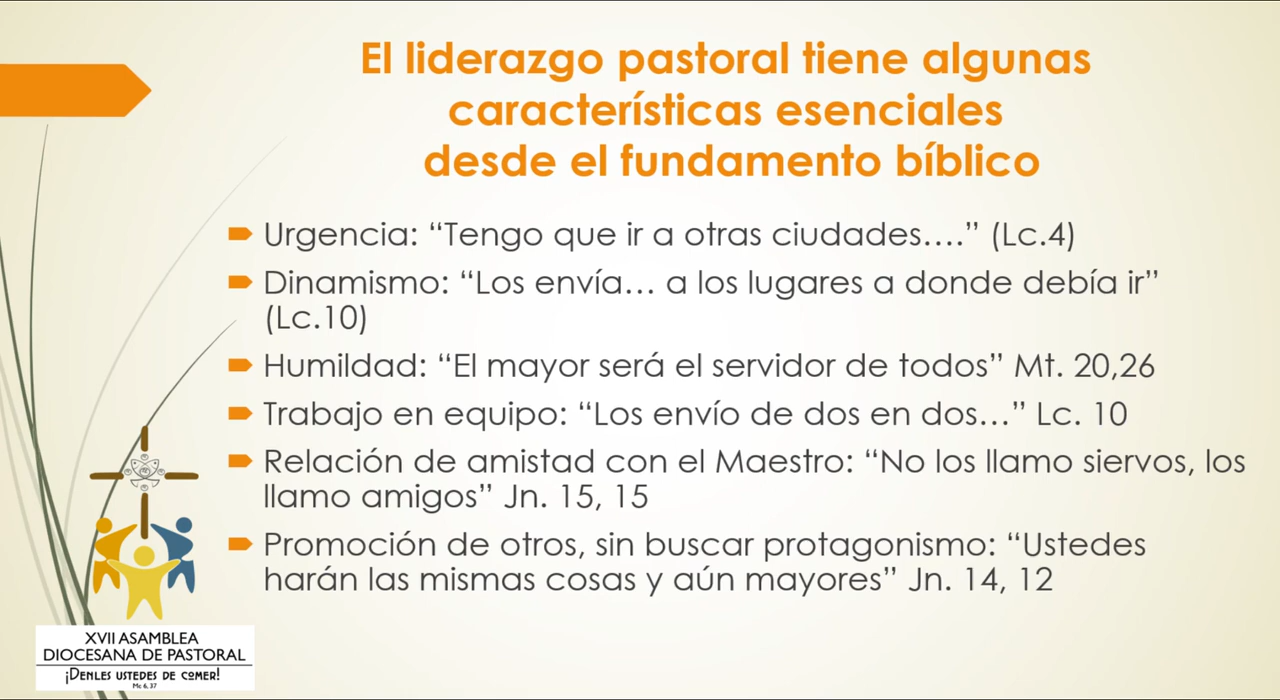 El liderazgo pastoral tiene algunas
características esenciales
desde el fundamento bíblico
Urgencia: “Tengo que ir a otras ciudades....” (Lc.4)
Dinamismo: “Los envía... a los lugares a donde debía ir”
(Lc.10)
Humildad: “El mayor será el servidor de todos” Mt. 20,26
Trabajo en equipo: “Los envío de dos en dos...” Lc. 10
Relación de amistad con el Maestro: “No los llamo siervos, los
llamo amigos” Jn. 15, 15
Promoción de otros, sin buscar protagonismo: “Ustedes
harán las mismas cosas y aún mayores” Jn. 14, 12
XVII ASAMBLEA
DIOCESANA DE PASTORAL
¡DENLES USTEDES DE COMER!
Mc 6, 37